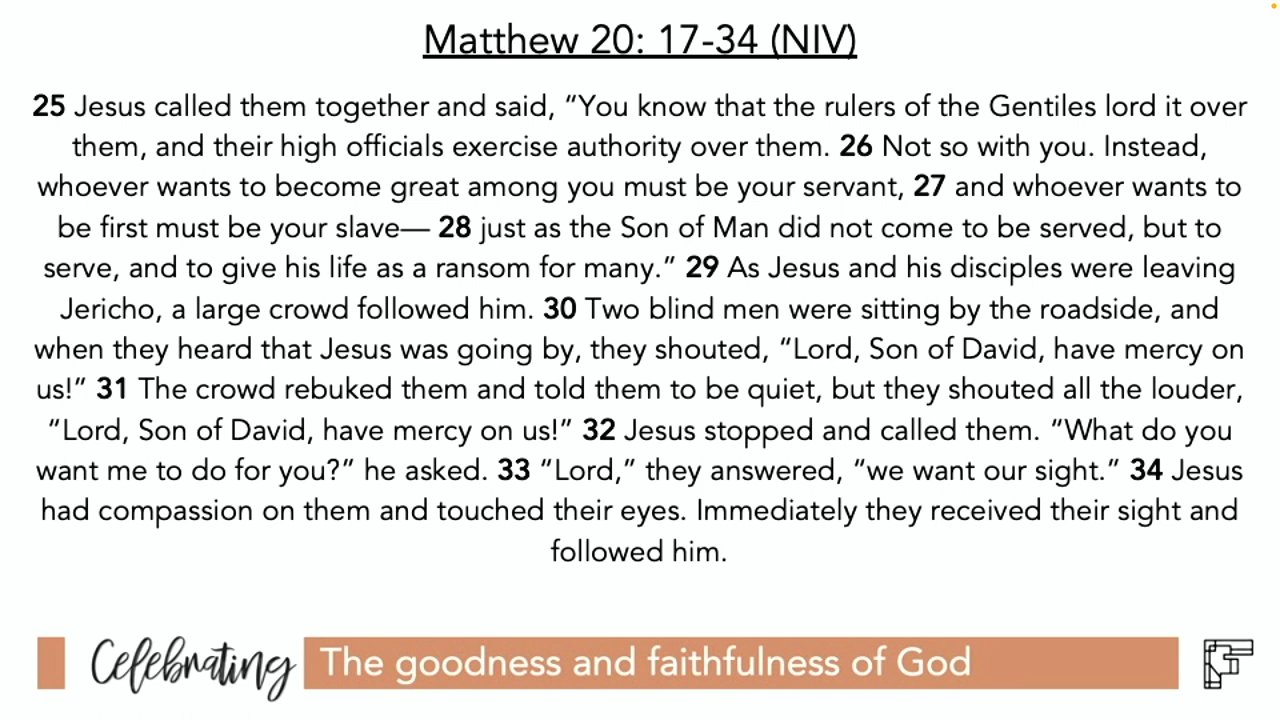 Matthew 20: 17-34 (NIV)
25 Jesus called them together and said, “You know that the rulers of the Gentiles lord it over
them, and their high officials exercise authority over them. 26 Not so with you. Instead,
whoever wants to become great among you must be your servant, 27 and whoever wants to
be first must be your slave— 28 just as the Son of Man did not come to be served, but to
serve, and to give his life as a ransom for many.” 29 As Jesus and his disciples were leaving
Jericho, a large crowd followed him. 30 Two blind men were sitting by the roadside, and
when they heard that Jesus was going by, they shouted, “Lord, Son of David, have mercy on
us!” 31 The crowd rebuked them and told them to be quiet, but they shouted all the louder,
“Lord, Son of David, have mercy on us!” 32 Jesus stopped and called them. “What do you
want me to do for you?” he asked. 33 “Lord,” they answered, “we want our sight.” 34 Jesus
had compassion on them and touched their eyes. Immediately they received their sight and
followed him.
Celebrating The goodness and faithfulness of God